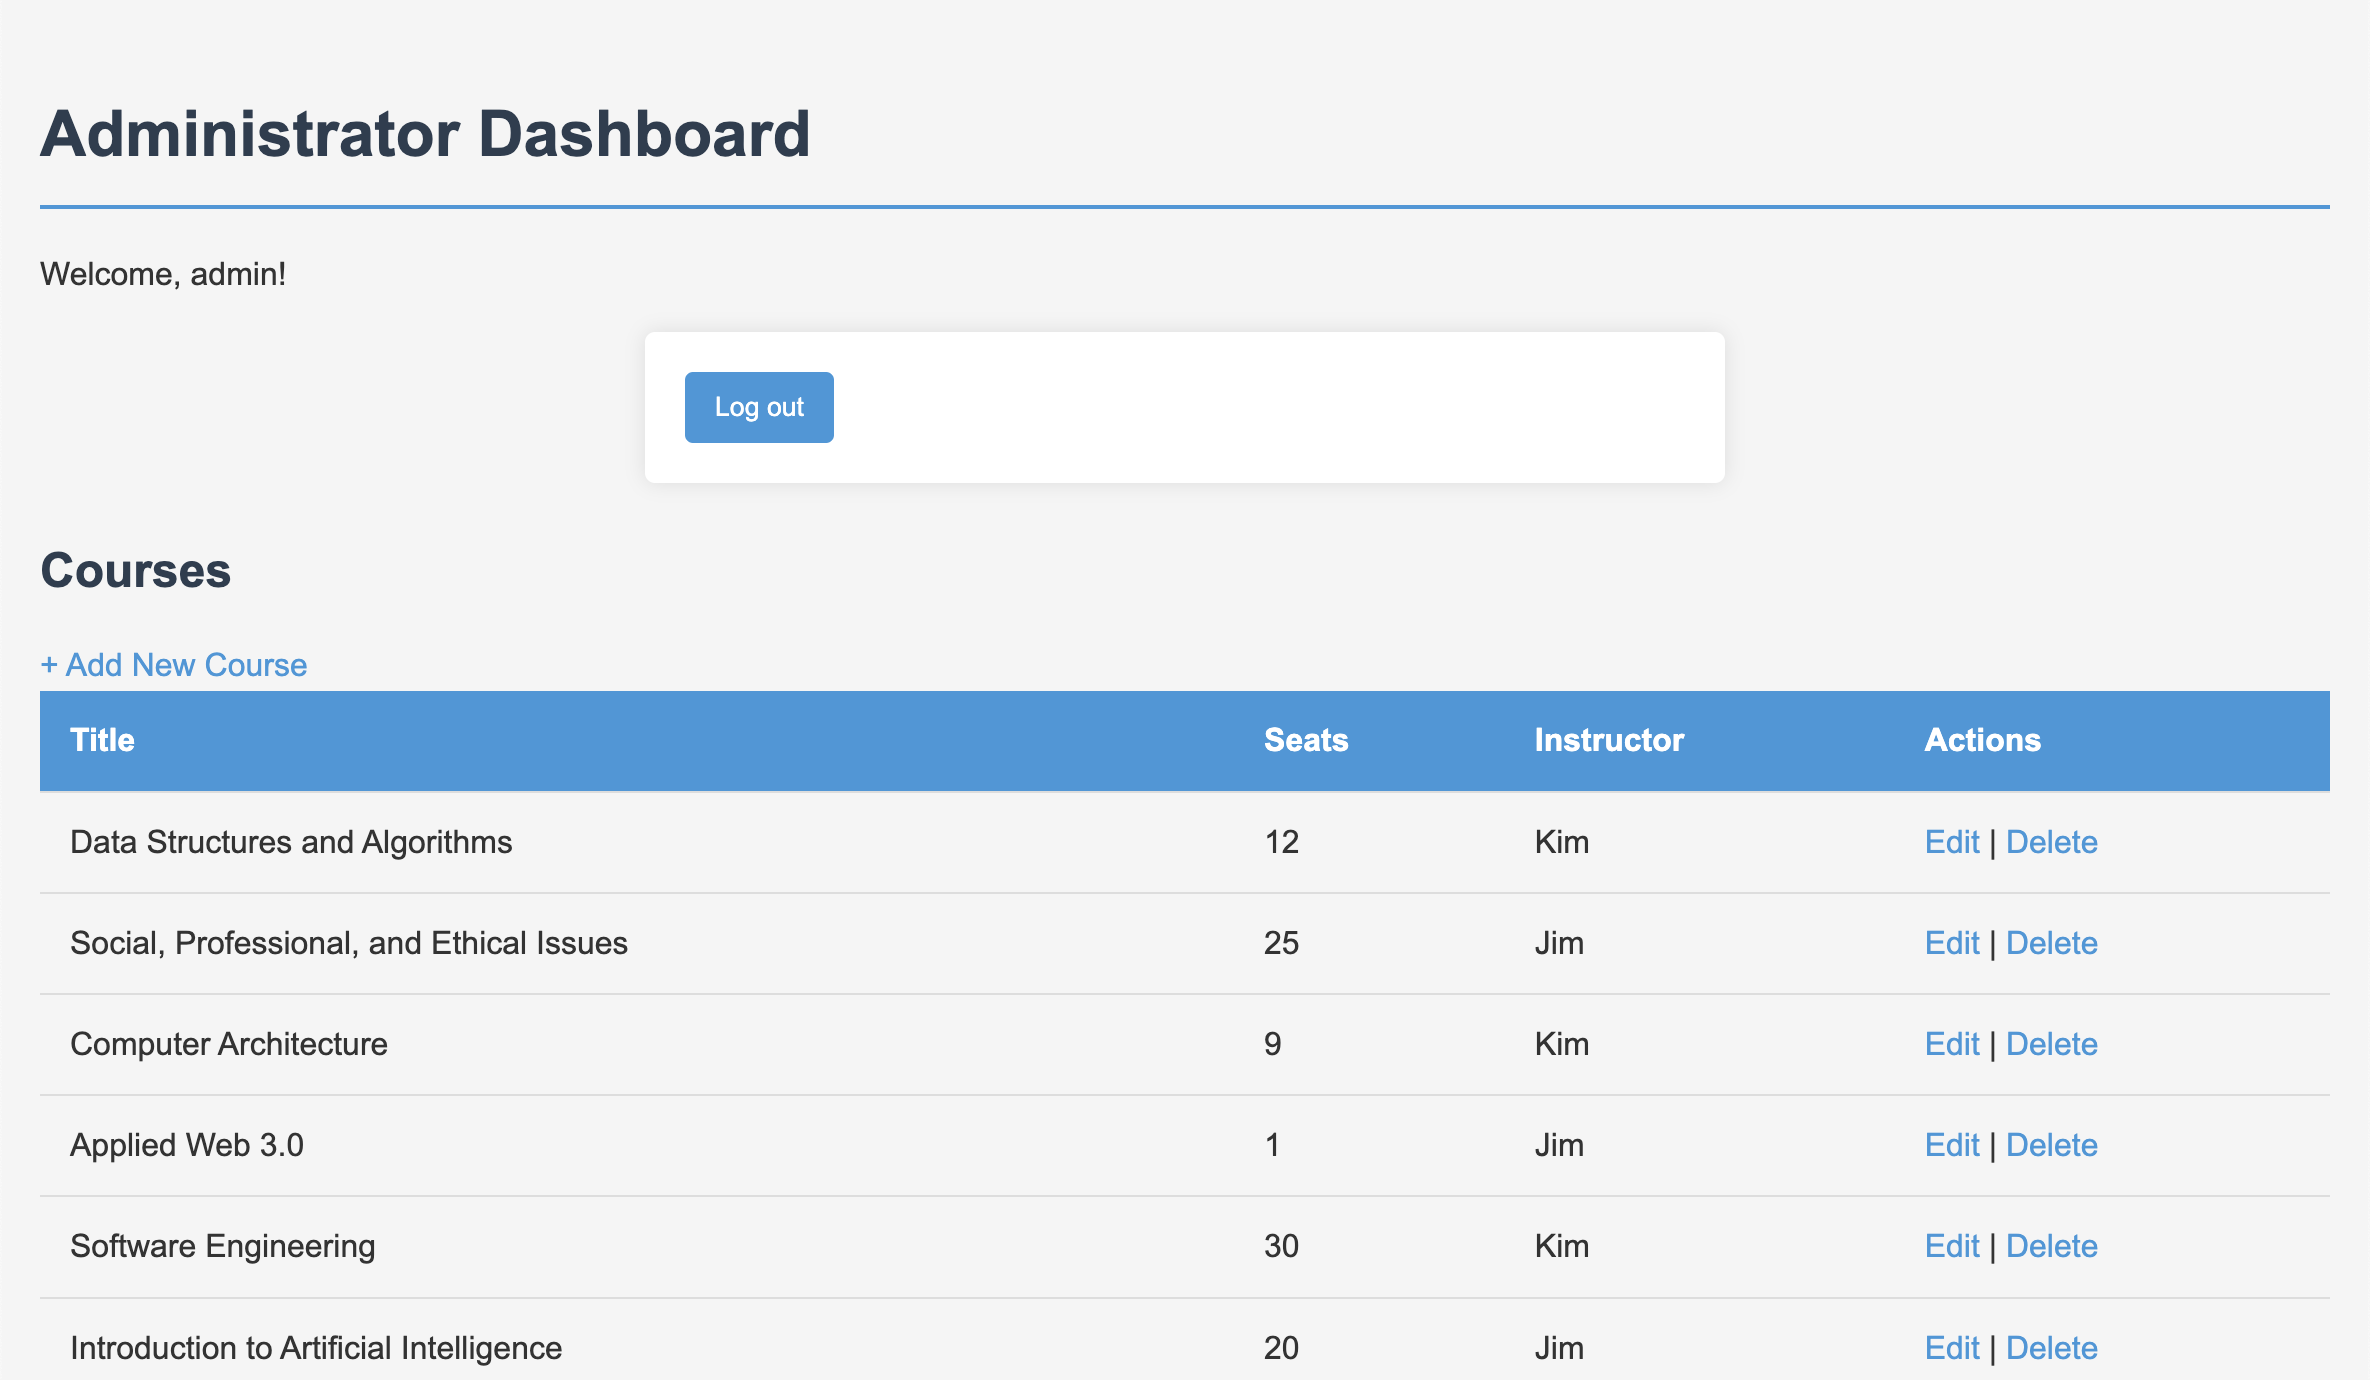 Administrator Dashboard
Welcome, admin!
Log out
Courses
+ Add New Course
Title Seats Instructor Actions
Data Structures and Algorithms 12 Kim Edit | Delete
Social, Professional, and Ethical Issues 25 Jim Edit | Delete
Computer Architecture 9 Kim Edit | Delete
Applied Web 3.0 1 Jim Edit | Delete
Software Engineering 30 Kim Edit | Delete
Introduction to Artificial Intelligence 20 Jim Edit | Delete